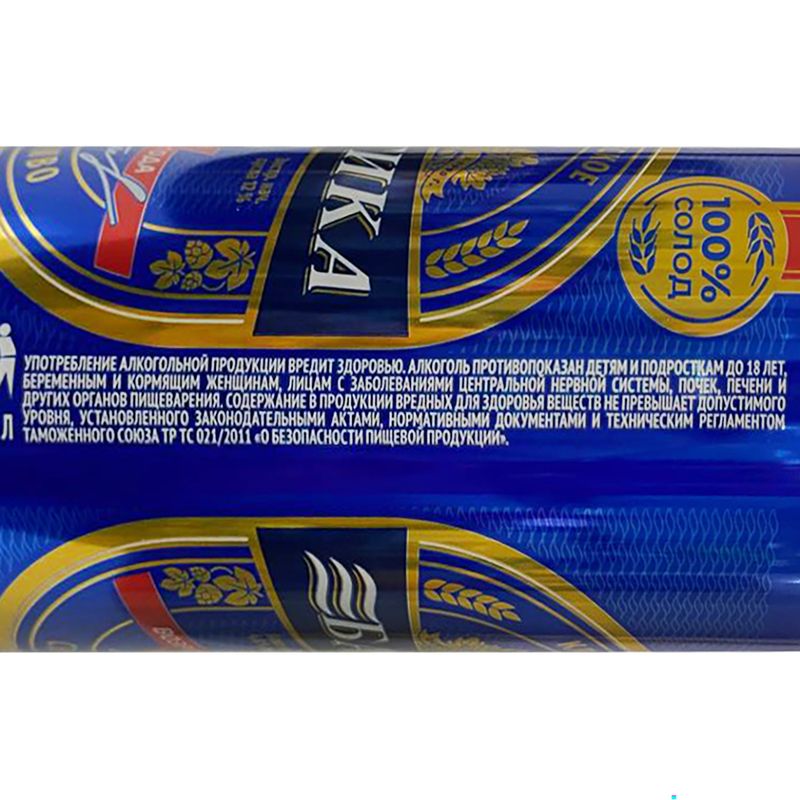 ИКА
100%
СОЛОД
УПОТРЕБЛЕНИЕ АЛКОГОЛЬНОЙ ПРОДУКЦИИ ВРЕДИТ ЗДОРОВЬЮ. АЛКОГОЛЬ ПРОТИВОПОКАЗАН ДЕТЯМ И ПОДРОСТКАМ ДО 18 ЛЕТ,
БЕРЕМЕННЫМ И КОРМЯЩИМ ЖЕНЩИНАМ, ЛИЦАМ С ЗАБОЛЕВАНИЯМИ ЦЕНТРАЛЬНОЙ НЕРВНОЙ СИСТЕМЫ, ПОЧЕК, ПЕЧЕНИ И
ДРУГИХ ОРГАНОВ ПИЩЕВАРЕНИЯ. СОДЕРЖАНИЕ В ПРОДУКЦИИ ВРЕДНЫХ ДЛЯ ЗДОРОВЬЯ ВЕЩЕСТВ НЕ ПРЕВЫШАЕТ ДОПУСТИМОГО
УРОВНЯ, УСТАНОВЛЕННОГО ЗАКОНОДАТЕЛЬНЫМИ АКТАМИ, НОРМАТИВНЫМИ ДОКУМЕНТАМИ И ТЕХНИЧЕСКИМ РЕГЛАМЕНТОМ
Л ТАМОЖЕННОГО СОЮЗА ТР ТС 021/2011 «О БЕЗОПАСНОСТИ ПИЩЕВОЙ ПРОДУКЦИИ».